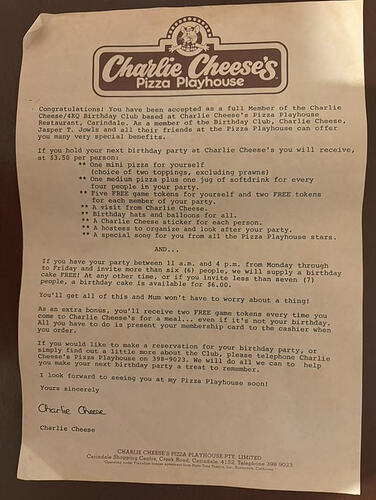 Charlie Cheese's
Pizza Playhouse
Congratulations! You have been accepted as a full Member of the Charlie
Cheese/4KQ Birthday Club based at Charlie Cheese's Pizza Playhouse
Restaurant, Carindale. As a member of the Birthday Club, Charlie Cheese,
Jasper T. Jowls and all their friends at the Pizza Playhouse can offer
you many very special benefits.
If you hold your next birthday party at Charlie Cheese's you will receive,
at $3.50 per person:
** One mini pizza for yourself
(choice of two toppings, excluding prawns)
** One medium pizza plus one jug of softdrink for every
four people in your party.
** Five FREE game tokens for yourself and two FREE tokens
for each member of your party.
** A visit from Charlie Cheese.
** Birthday hats and balloons for all.
** A Charlie Cheese sticker for each person.
** A hostess to organize and look after your party.
** A special song for you from all the Pizza Playhouse stars.
AND...
If you have your party between 11 a.m. and 4 p.m. from Monday through
to Friday and invite more than six (6) people, we will supply a birthday
cake FREE! At any other time, or if you invite less than seven (7)
people, a birthday cake is available for $6.00.
You'll get all of this and Mum won't have to worry about a thing!
As an extra bonus, you'll receive two FREE game tokens every time you
come to Charlie Cheese's for a meal... even if it's not your birthday.
All you have to do is present your membership card to the cashier when
you order.
If you would like to make a reservation for your birthday party, or
simply find out a little more about the Club, please telephone Charlie
Cheese's Pizza Playhouse on 398-9023. We will do all we can to help
you make your next birthday party a treat to remember.
I look forward to seeing you at my Pizza Playhouse soon!
Yours sincerely
Charlie Cheese
Charlie Cheese
CHARLIE CHEESE'S PIZZA PLAYHOUSE PTY. LIMITED
Carindale Shopping Centre, Creek Road, Carindale, 4152. Telephone 398 9023